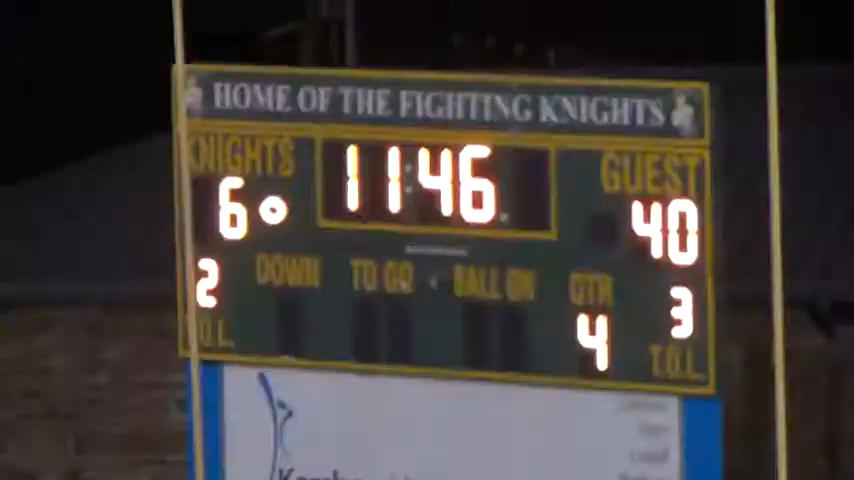 HOME OF THE FIGHTING KNIGHTS
KNIGHTS 11:46 GUEST
6 40
2 DOWN TO GO BALL ON QTR 3
T.O.L. 4 T.O.L.